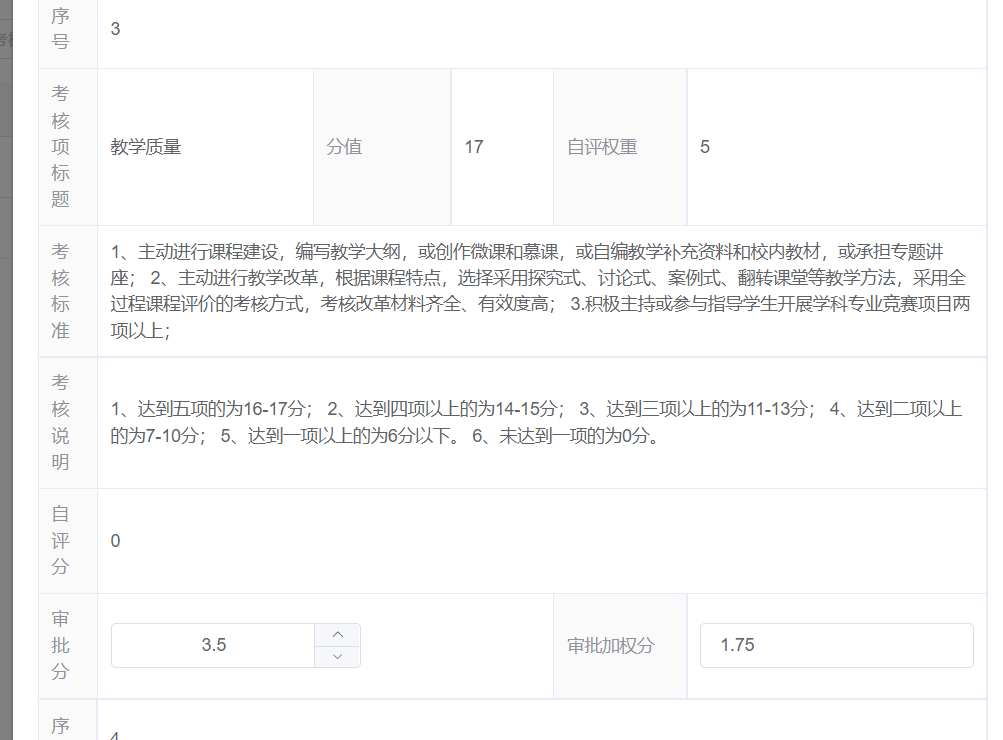 序号 3
考核项标题 教学质量 分值 17 自评权重 5
考核标准
1、主动进行课程建设，编写教学大纲，或创作微课和慕课，或自编教学补充资料和校内教材，或承担专题讲
座； 2、主动进行教学改革，根据课程特点，选择采用探究式、讨论式、案例式、翻转课堂等教学方法，采用全
过程课程评价的考核方式，考核改革材料齐全、有效度高； 3.积极主持或参与指导学生开展学科专业竞赛项目两
项以上；
考核说明
1、达到五项的为16-17分； 2、达到四项以上的为14-15分； 3、达到三项以上的为11-13分； 4、达到二项以上
的为7-10分； 5、达到一项以上的为6分以下。 6、未达到一项的为0分。
自评分 0
审批分 3.5 审批加权分 1.75
序 4